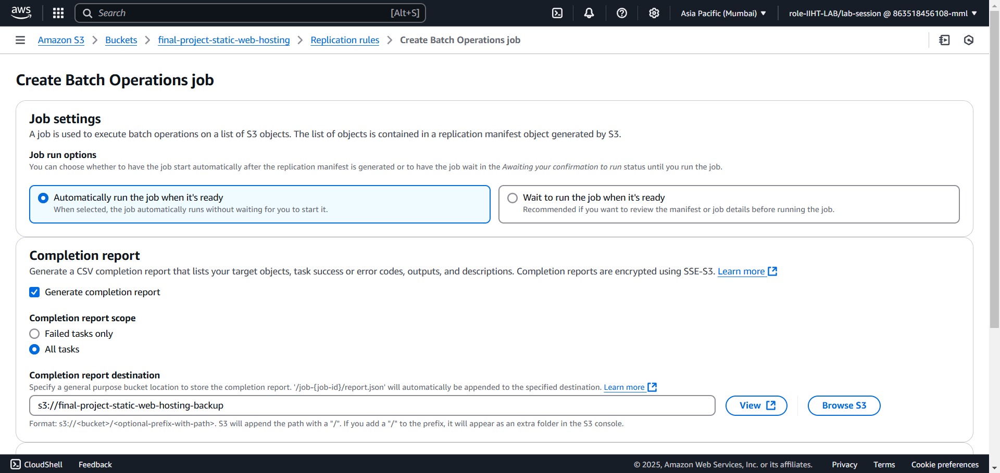 aws
Search [Alt+S] Asia Pacific (Mumbai) role-IIHT-LAB/lab-session @ 863518456108-mml
Amazon S3 Buckets final-project-static-web-hosting Replication rules Create Batch Operations job
Create Batch Operations job
Job settings
A job is used to execute batch operations on a list of S3 objects. The list of objects is contained in a replication manifest object generated by S3.
Job run options
You can choose whether to have the job start automatically after the replication manifest is generated or to have the job wait in the Awaiting your confirmation to run status until you run the job.
Automatically run the job when it's ready
When selected, the job automatically runs without waiting for you to start it.
Wait to run the job when it's ready
Recommended if you want to review the manifest or job details before running the job.
Completion report
Generate a CSV completion report that lists your target objects, task success or error codes, outputs, and descriptions. Completion reports are encrypted using SSE-S3. Learn more
Generate completion report
Completion report scope
Failed tasks only
All tasks
Completion report destination
Specify a general purpose bucket location to store the completion report. '/job-{job-id}/report.json' will automatically be appended to the specified destination. Learn more
s3://final-project-static-web-hosting-backup View Browse S3
Format: s3://<bucket>/<optional-prefix-with-path>. S3 will append the path with a "/". If you add a "/" to the prefix, it will appear as an extra folder in the S3 console.
CloudShell Feedback © 2025, Amazon Web Services, Inc. or its affiliates. Privacy Terms Cookie preferences